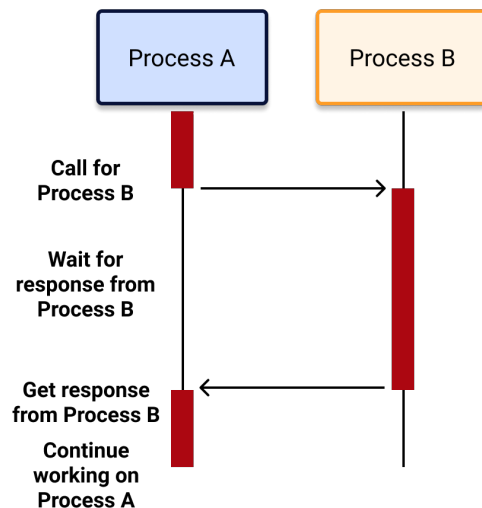 Process A
Process B
Call for
Process B
Wait for
response from
Process B
Get response
from Process B
Continue
working on
Process A